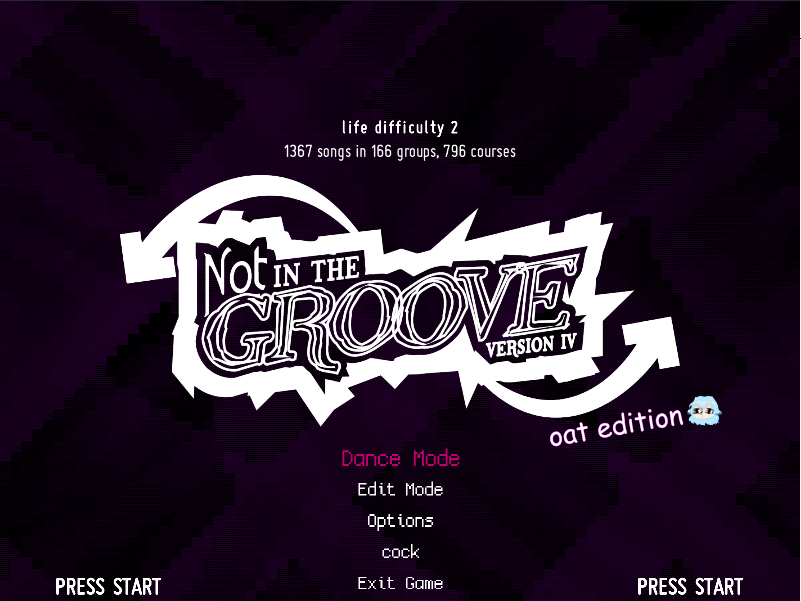 life difficulty 2
1367 songs in 166 groups, 796 courses
Not IN THE
GROOVE
VERSION IV
oat edition
Dance Mode
Edit Mode
Options
cock
Exit Game
PRESS START
PRESS START